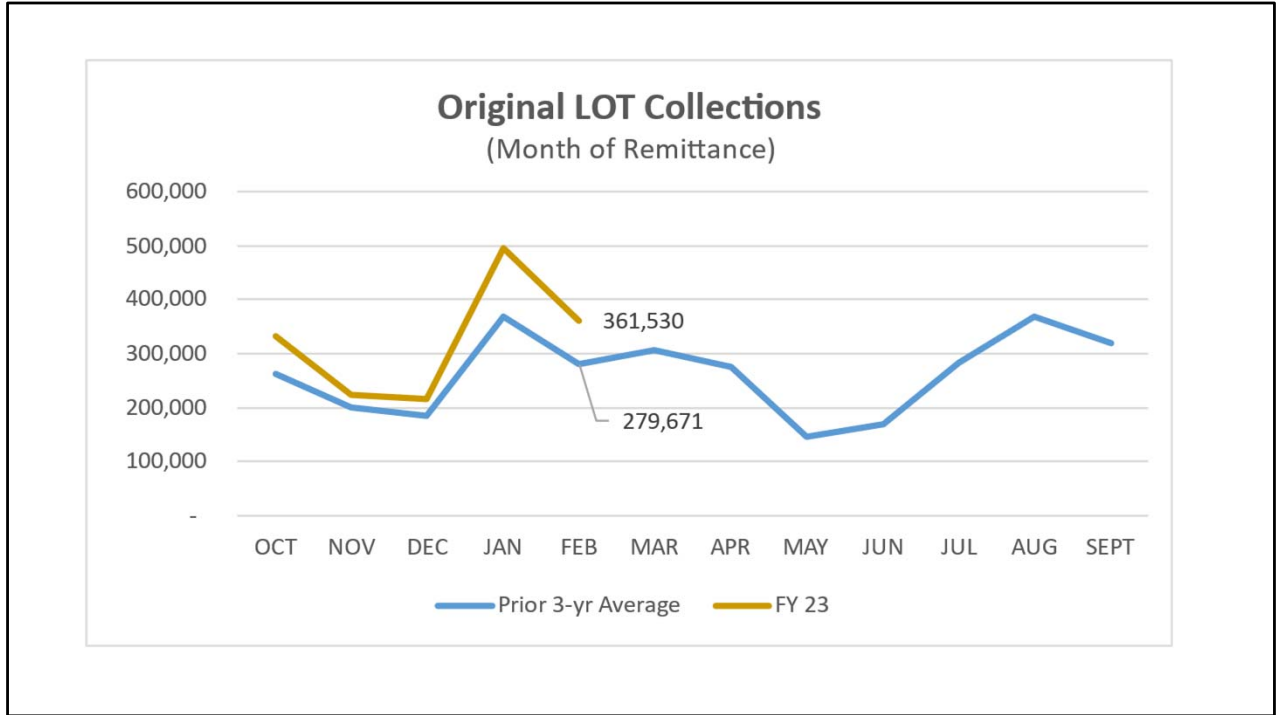 Original LOT Collections
(Month of Remittance)
600,000
500,000
400,000
300,000
200,000
100,000
-
361,530
279,671
OCT NOV DEC JAN FEB MAR APR MAY JUN JUL AUG SEPT
Prior 3-yr Average FY 23